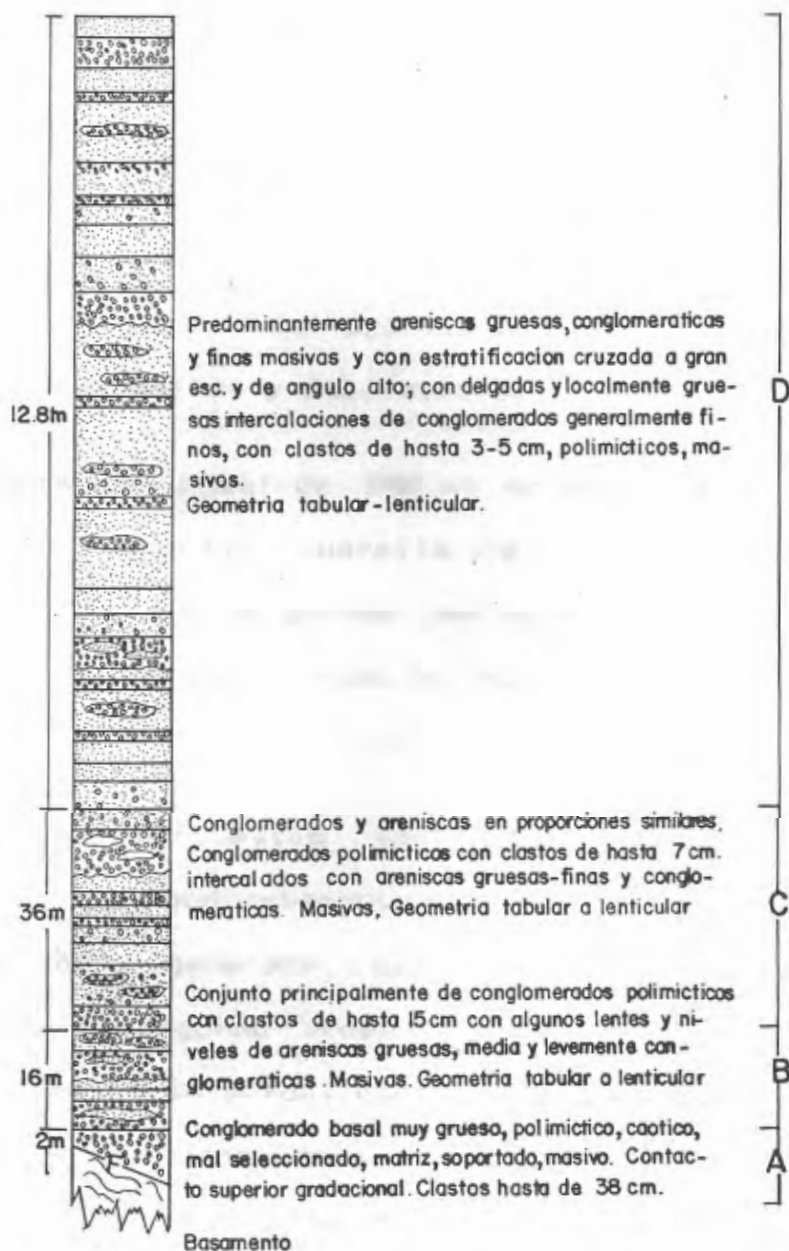 12.8m
Predominantemente areniscas gruesas, conglomeraticas
y finas masivas y con estratificacion cruzada a gran
esc. y de angulo alto; con delgadas y localmente grue-
sas intercalaciones de conglomerados generalmente fi-
nos, con clastos de hasta 3-5 cm, polimicticos, ma-
sivos.
Geometria tabular-lenticular.
D
36m
Conglomerados y areniscas en proporciones similares.
Conglomerados polimicticos con clastos de hasta 7cm.
intercalados con areniscas gruesas-finas y conglo-
meraticas. Masivas, Geometria tabular a lenticular
C
16m
Conjunto principalmente de conglomerados polimicticos
con clastos de hasta 15cm con algunos lentes y ni-
veles de areniscas gruesas, media y levemente con-
glomeraticas. Masivas. Geometria tabular a lenticular
B
2m
Conglomerado basal muy grueso, polimictico, caotico,
mal seleccionado, matriz, soportado, masivo. Contac-
to superior gradacional. Clastos hasta de 38 cm.
A
Basamento